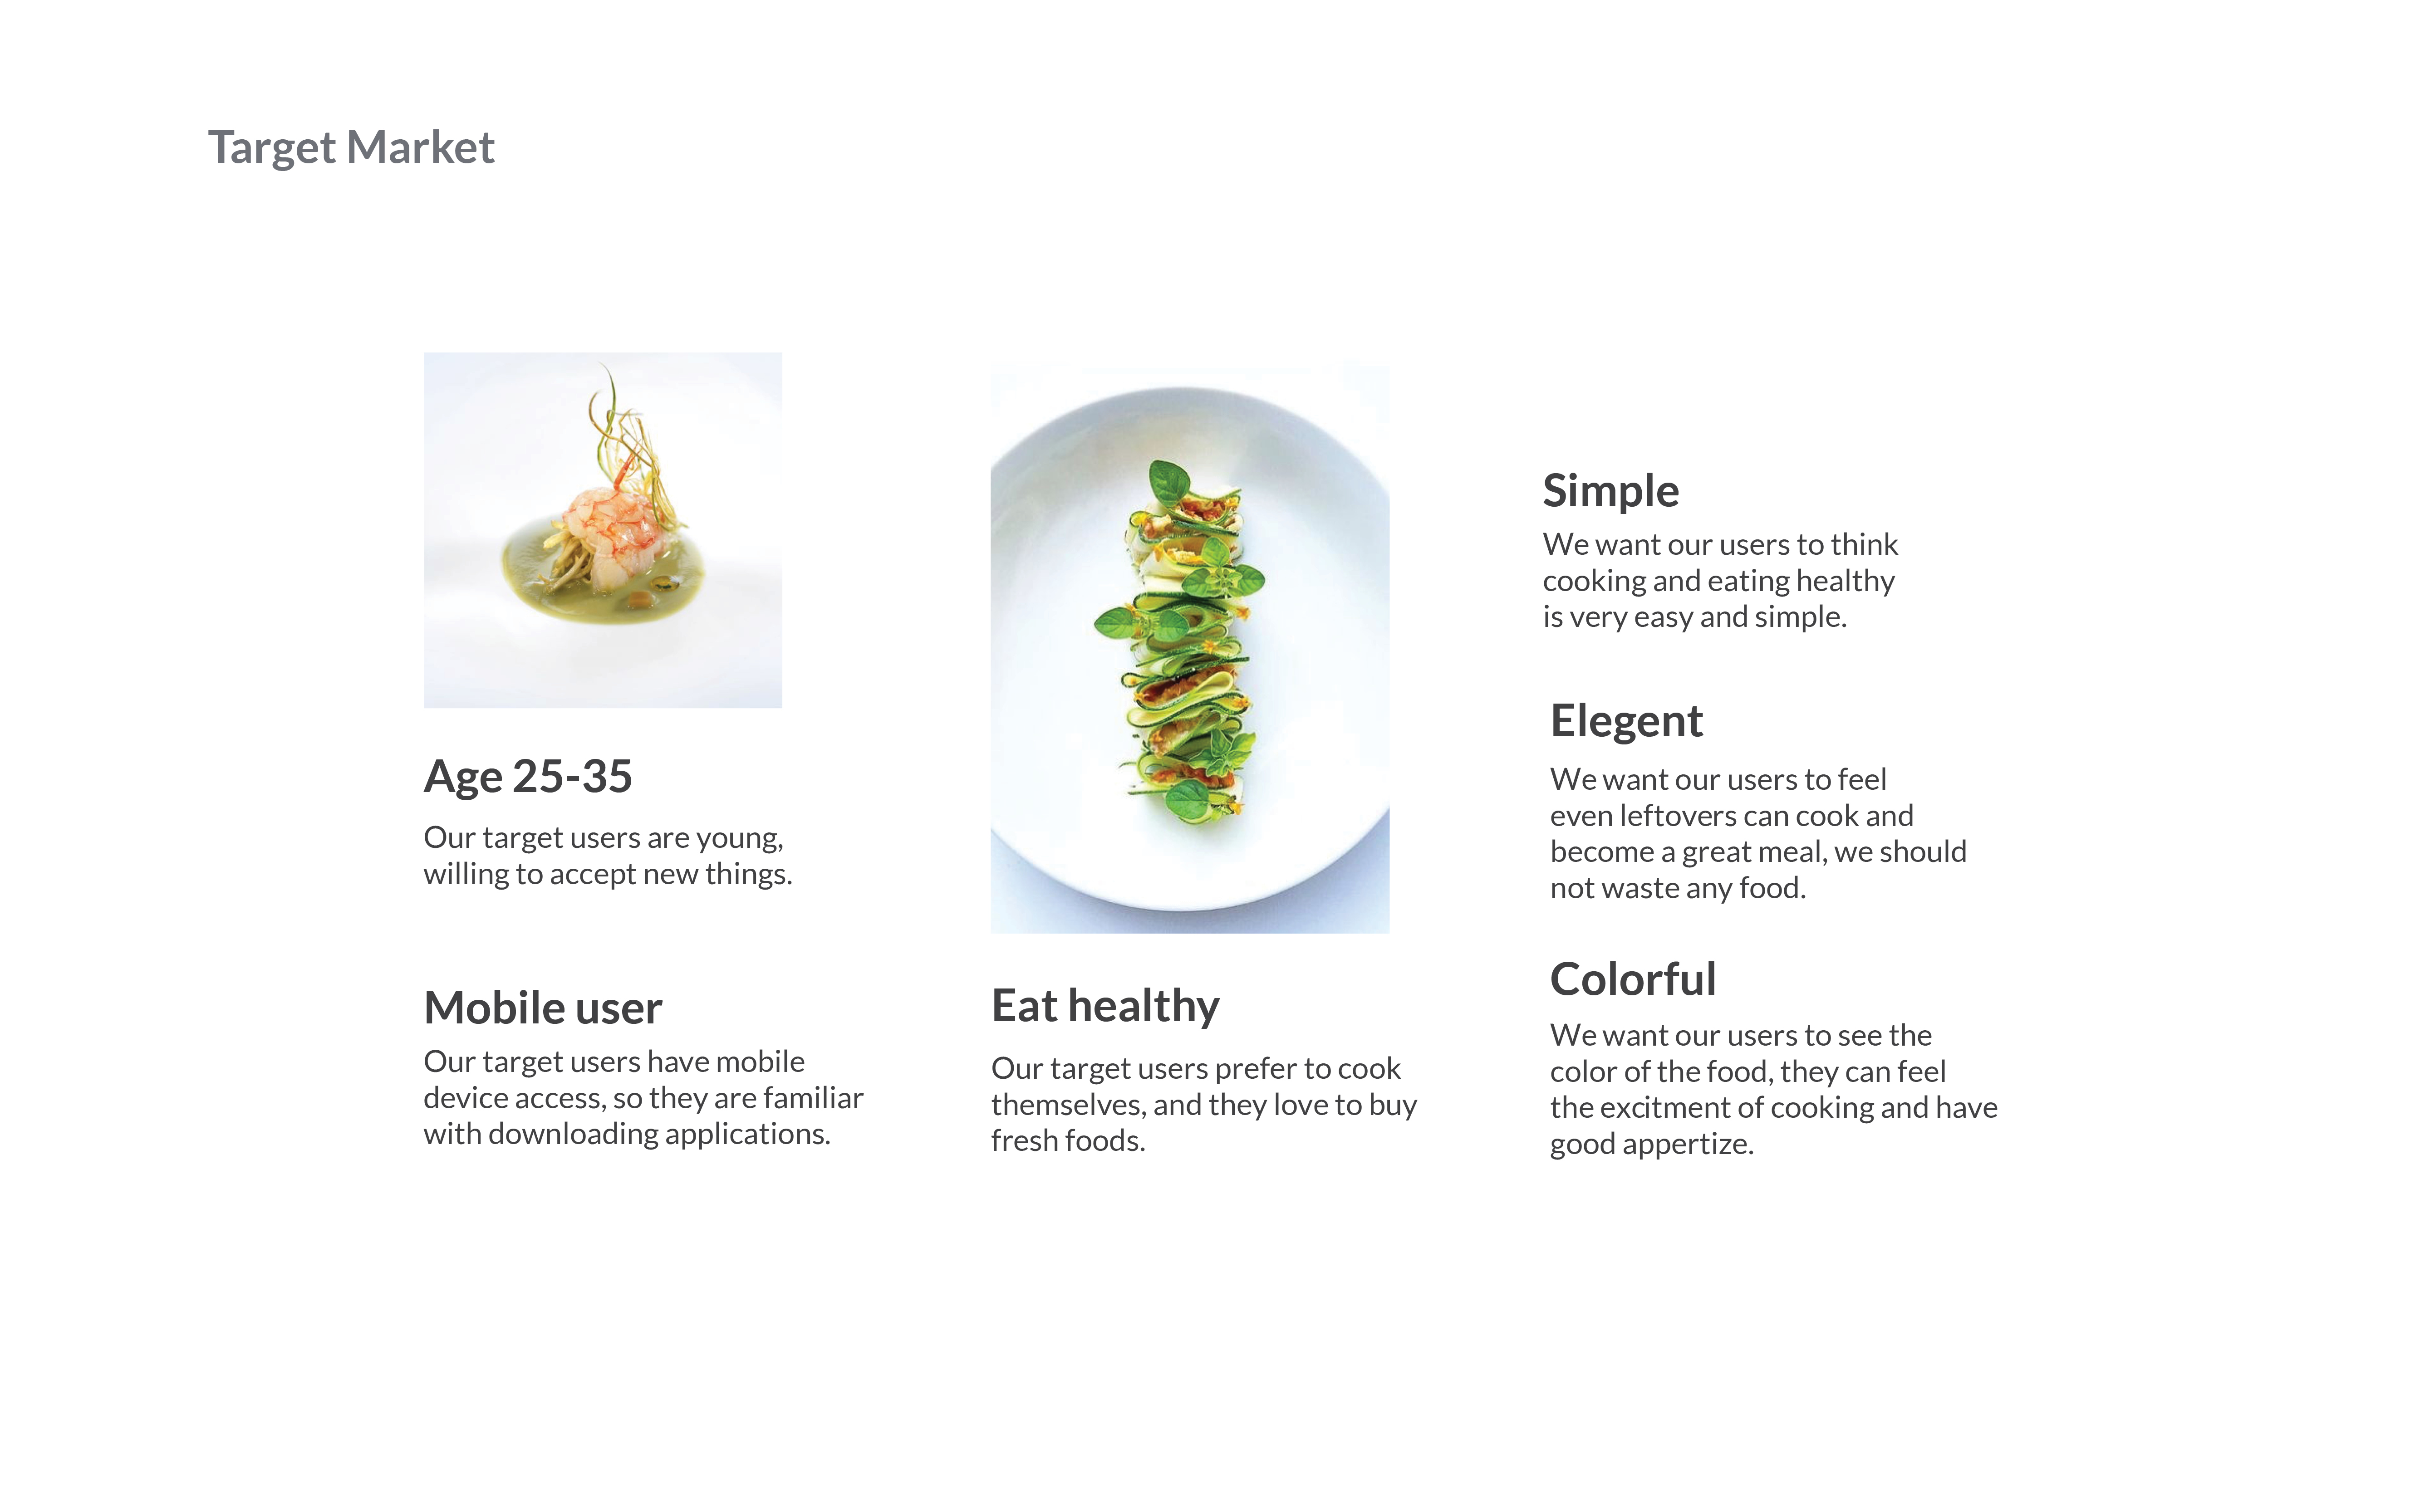 Target Market
Age 25-35
Our target users are young,
willing to accept new things.
Mobile user
Our target users have mobile
device access, so they are familiar
with downloading applications.
Eat healthy
Our target users prefer to cook
themselves, and they love to buy
fresh foods.
Simple
We want our users to think
cooking and eating healthy
is very easy and simple.
Elegent
We want our users to feel
even leftovers can cook and
become a great meal, we should
not waste any food.
Colorful
We want our users to see the
color of the food, they can feel
the excitment of cooking and have
good appertize.